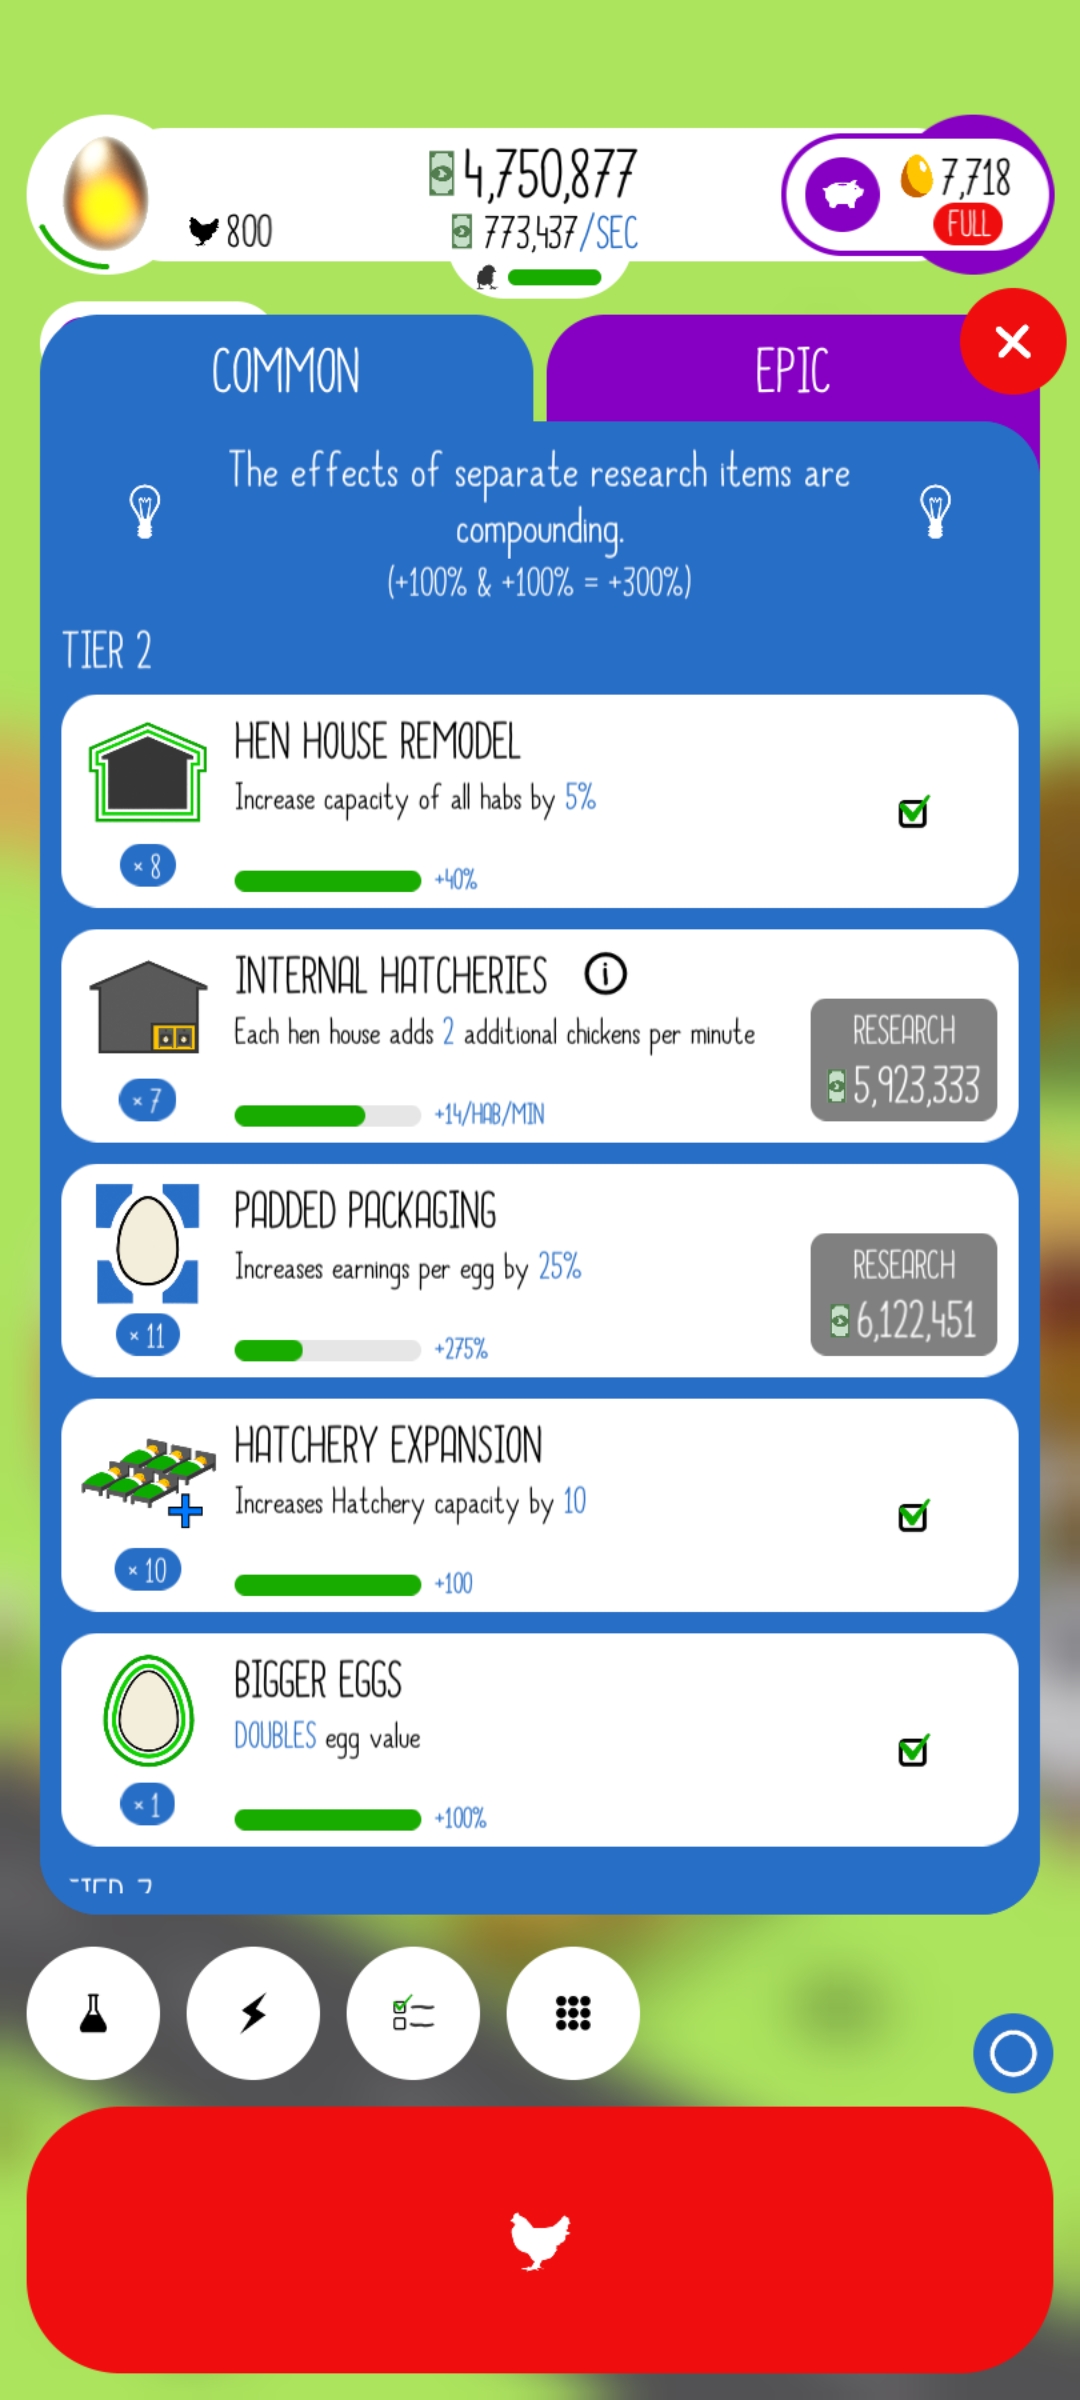 4,750,877
7,718
800
773,437/SEC
FULL
COMMON
EPIC
The effects of separate research items are
compounding.
(+100% & +100% = +300%)
TIER 2
HEN HOUSE REMODEL
Increase capacity of all habs by 5%
× 8
+40%
INTERNAL HATCHERIES
Each hen house adds 2 additional chickens per minute
RESEARCH
5,923,333
× 7
+14/HAB/MIN
PADDED PACKAGING
Increases earnings per egg by 25%
RESEARCH
6,122,451
× 11
+275%
HATCHERY EXPANSION
Increases Hatchery capacity by 10
× 10
+100
BIGGER EGGS
DOUBLES egg value
× 1
+100%